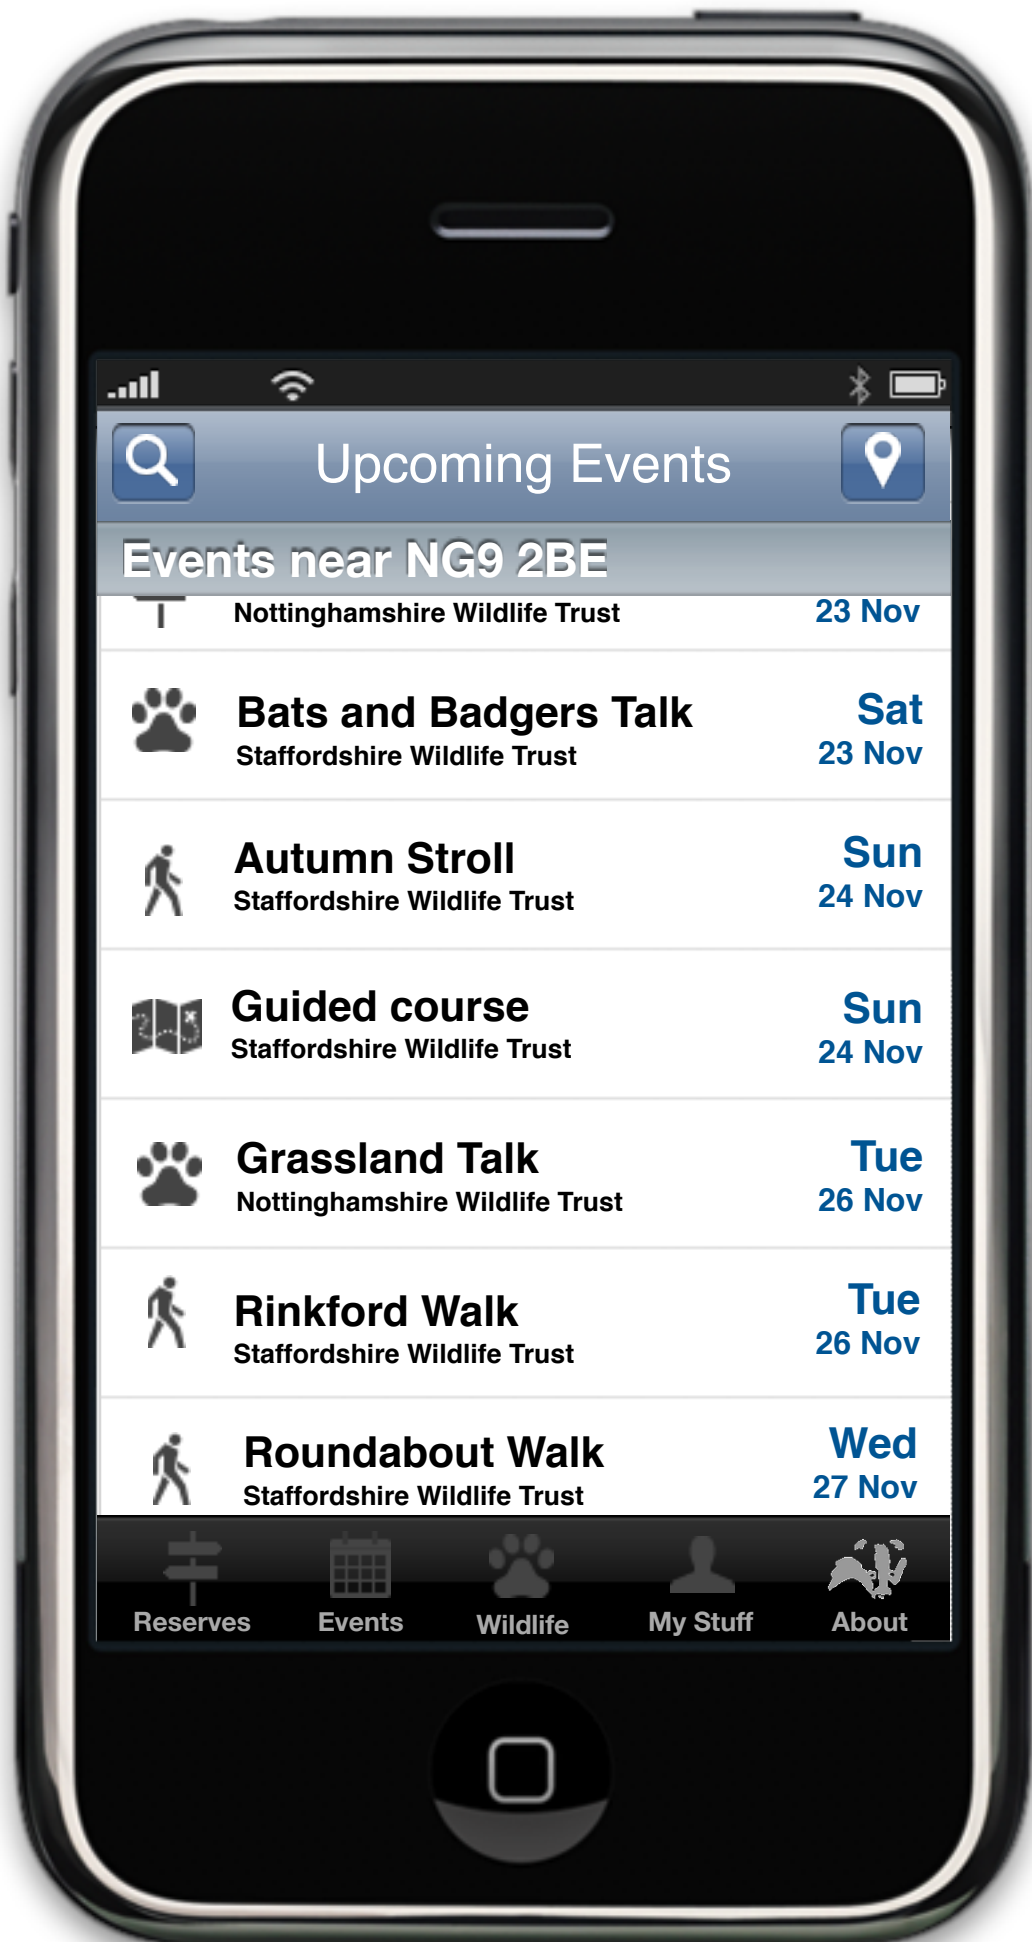 Upcoming Events
Events near NG9 2BE
Nottinghamshire Wildlife Trust 23 Nov
Bats and Badgers Talk Sat
Staffordshire Wildlife Trust 23 Nov
Autumn Stroll Sun
Staffordshire Wildlife Trust 24 Nov
Guided course Sun
Staffordshire Wildlife Trust 24 Nov
Grassland Talk Tue
Nottinghamshire Wildlife Trust 26 Nov
Rinkford Walk Tue
Staffordshire Wildlife Trust 26 Nov
Roundabout Walk Wed
Staffordshire Wildlife Trust 27 Nov
Reserves Events Wildlife My Stuff About